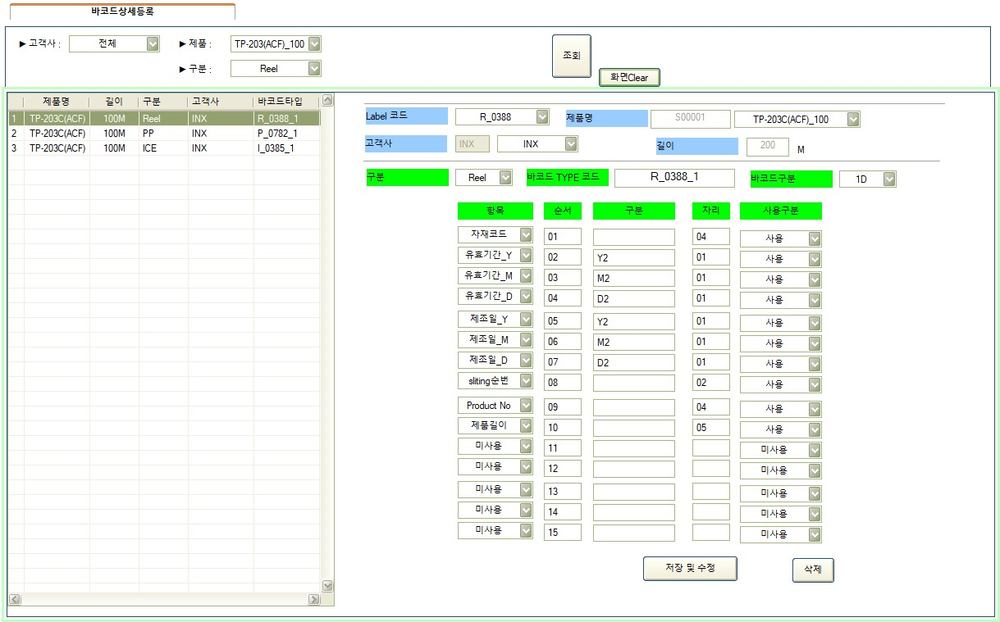 바코드상세등록
▶ 고객사 : 전체 ▶ 제품 : TP-203(ACF)_100 조회
▶ 구분 : Reel 화면Clear
제품명 길이 구분 고객사 바코드타입
1 TP-203C(ACF) 100M Reel INX R_0388_1
2 TP-203C(ACF) 100M PP INX P_0782_1
3 TP-203C(ACF) 100M ICE INX I_0385_1
Label 코드 R_0388 제품명 S00001 TP-203C(ACF)_100
고객사 INX INX 길이 200 M
구분 Reel 바코드 TYPE 코드 R_0388_1 바코드구분 1D
항목 순서 구분 자리 사용구분
자재코드 01 04 사용
유효기간_Y 02 Y2 01 사용
유효기간_M 03 M2 01 사용
유효기간_D 04 D2 01 사용
제조일_Y 05 Y2 01 사용
제조일_M 06 M2 01 사용
제조일_D 07 D2 01 사용
sliting순번 08 02 사용
Product No 09 04 사용
제품길이 10 05 사용
미사용 11 미사용
미사용 12 미사용
미사용 13 미사용
미사용 14 미사용
미사용 15 미사용
저장 및 수정 삭제